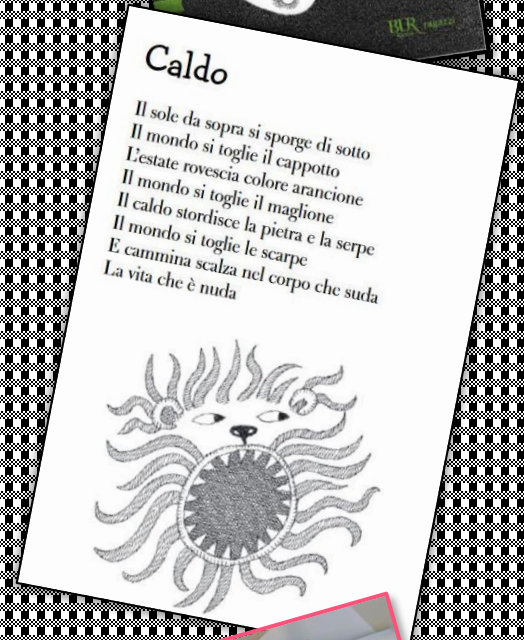 BUR ragazzi
Caldo
Il sole da sopra si sporge di sotto
Il mondo si toglie il cappotto
L'estate rovescia colore arancione
Il mondo si toglie il maglione
Il caldo stordisce la pietra e la serpe
Il mondo si toglie le scarpe
E cammina scalza nel corpo che suda
La vita che è nuda